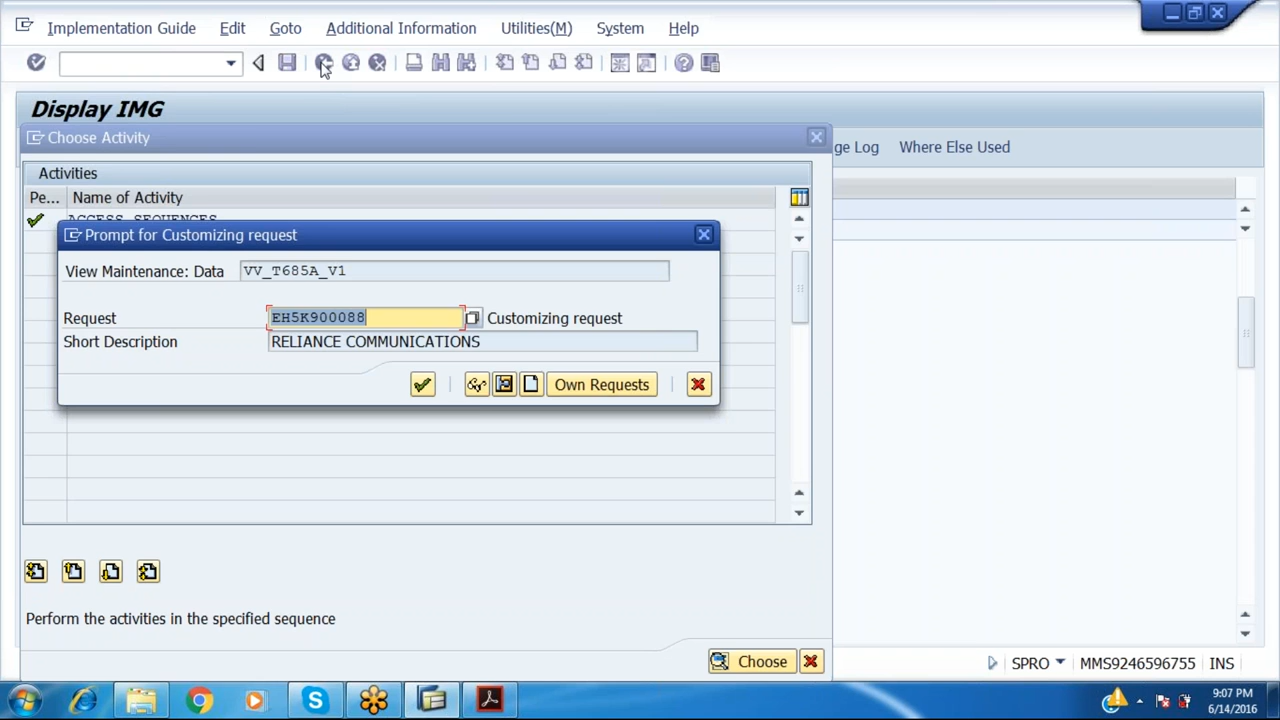 Implementation Guide Edit Goto Additional Information Utilities(M) System Help
Display IMG
Choose Activity
ge Log Where Else Used
Activities
Pe... Name of Activity
ACCESS SEQUENCES
Prompt for Customizing request
View Maintenance: Data VV_T685A_V1
Request EH5K900088 Customizing request
Short Description RELIANCE COMMUNICATIONS
Own Requests
Perform the activities in the specified sequence
Choose
SPRO MMS9246596755 INS
9:07 PM
6/14/2016